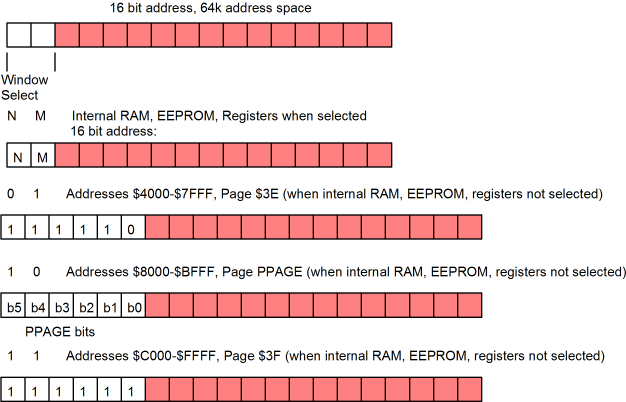 16 bit address, 64k address space
Window
Select
N M Internal RAM, EEPROM, Registers when selected
16 bit address:
N M
0 1 Addresses $4000-$7FFF, Page $3E (when internal RAM, EEPROM, registers not selected)
1 1 1 1 1 0
1 0 Addresses $8000-$BFFF, Page PPAGE (when internal RAM, EEPROM, registers not selected)
b5 b4 b3 b2 b1 b0
PPAGE bits
1 1 Addresses $C000-$FFFF, Page $3F (when internal RAM, EEPROM, registers not selected)
1 1 1 1 1 1